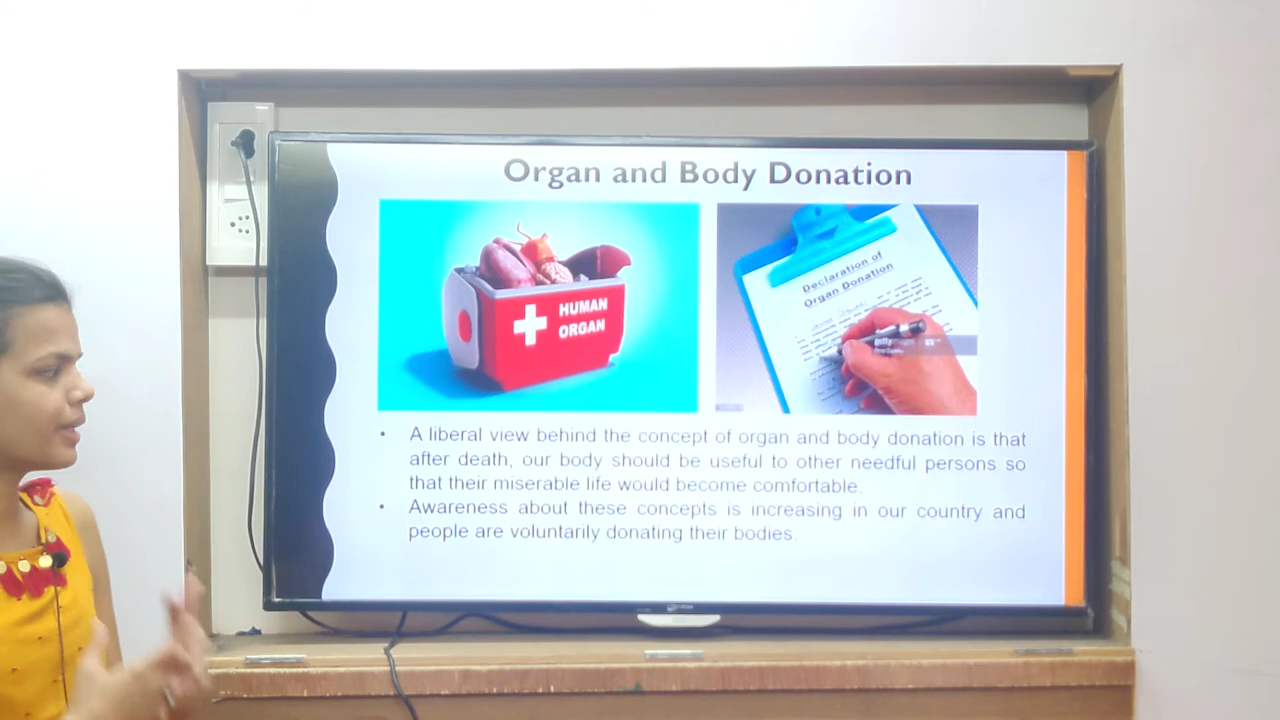 Organ and Body Donation
HUMAN
ORGAN
Declaration of
Organ Donation
• A liberal view behind the concept of organ and body donation is that
after death, our body should be useful to other needful persons so
that their miserable life would become comfortable.
• Awareness about these concepts is increasing in our country and
people are voluntarily donating their bodies.